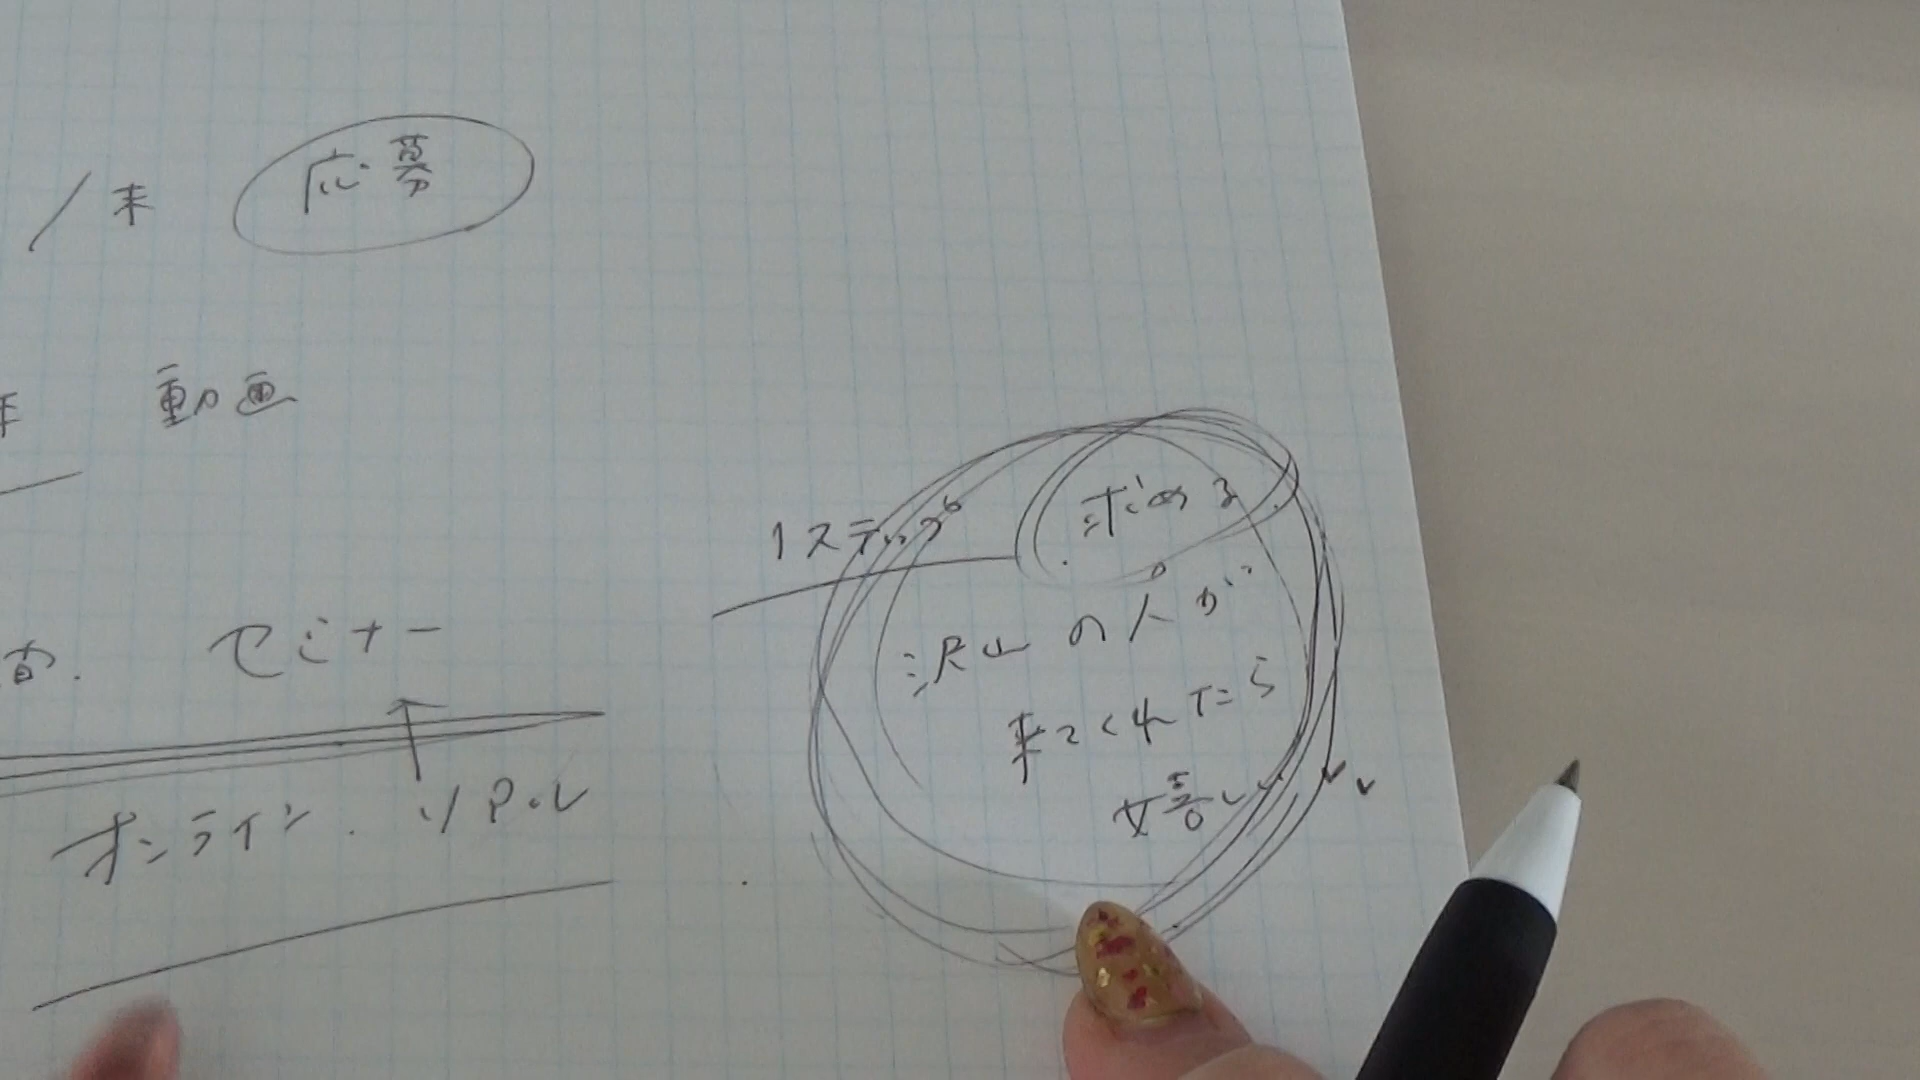 /末 応募
動画
1ステップ 求める
沢山の人が
来てくれたら
嬉しい
セミナー
オンライン. リアル